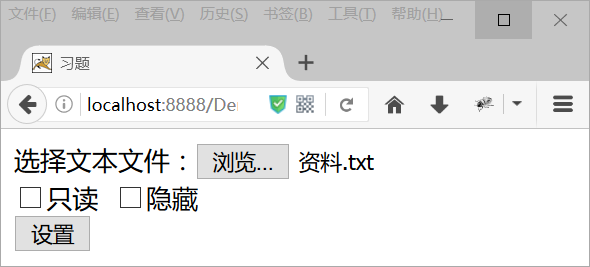 文件(F) 编辑(E) 查看(V) 历史(S) 书签(B) 工具(T) 帮助(H)
习题
localhost:8888/De
选择文本文件：浏览... 资料.txt
只读 隐藏
设置